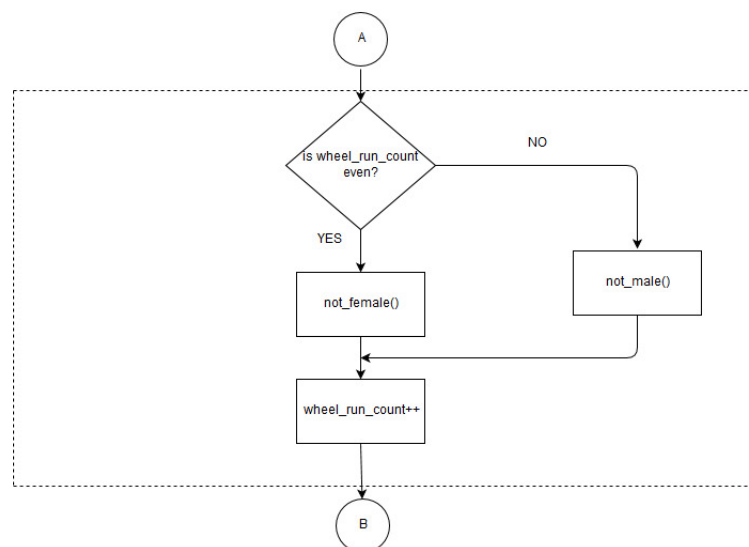 A
is wheel_run_count
even?
NO
YES
not_female()
not_male()
wheel_run_count++
B